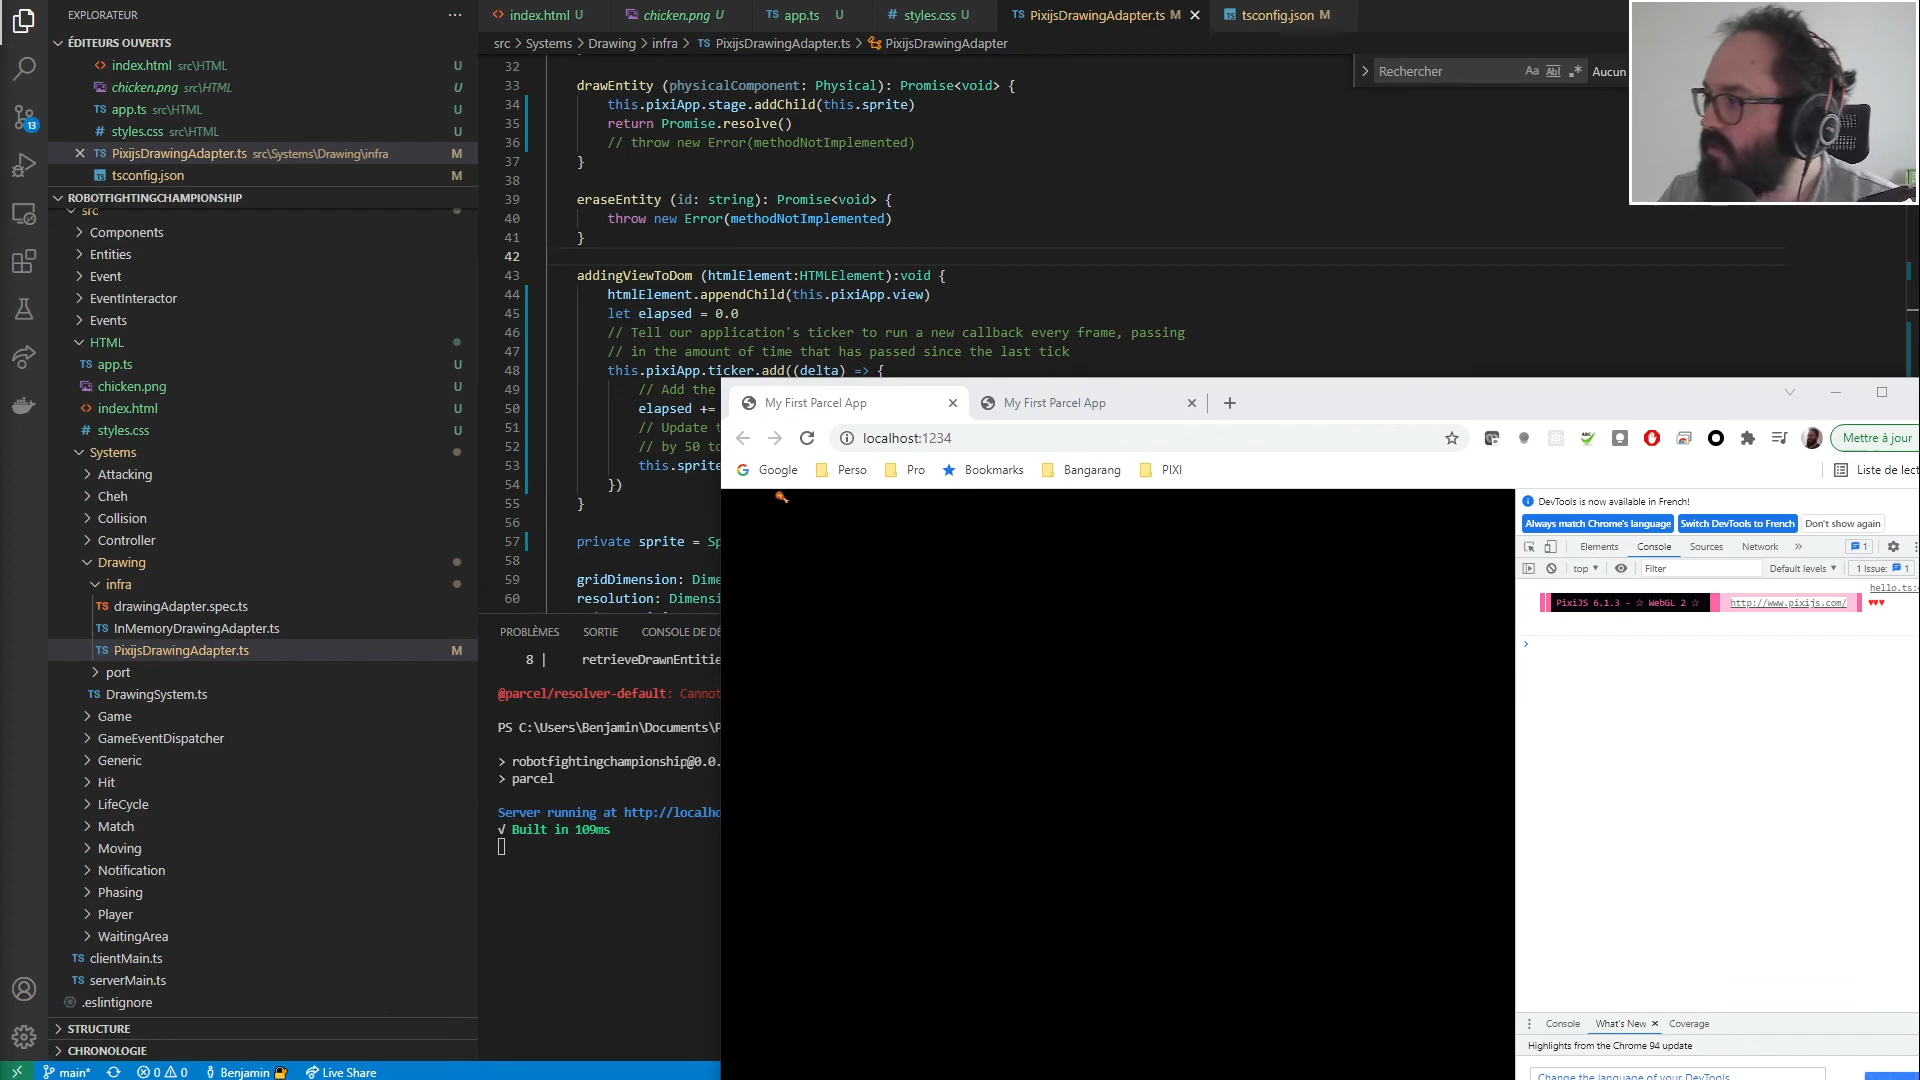 EXPLORATEUR
ÉDITEURS OUVERTS
index.html src\HTML U
chicken.png src\HTML U
app.ts src\HTML U
styles.css src\HTML U
PixijsDrawingAdapter.ts src\Systems\Drawing\infra M
tsconfig.json M
ROBOTFIGHTINGCHAMPIONSHIP
src
Components
Entities
Event
EventInteractor
Events
HTML
app.ts U
chicken.png U
index.html U
styles.css U
Systems
Attacking
Cheh
Collision
Controller
Drawing
infra
drawingAdapter.spec.ts
InMemoryDrawingAdapter.ts
PixijsDrawingAdapter.ts M
port
DrawingSystem.ts
Game
GameEventDispatcher
Generic
Hit
LifeCycle
Match
Moving
Notification
Phasing
Player
WaitingArea
clientMain.ts
serverMain.ts
.eslintignore
STRUCTURE
CHRONOLOGIE
13
main* 0 0 Benjamin Live Share
index.html U chicken.png U app.ts U styles.css U PixijsDrawingAdapter.ts M tsconfig.json M
src > Systems > Drawing > infra > PixijsDrawingAdapter.ts > PixijsDrawingAdapter
Rechercher Aa Abl .* Aucun
32
33 drawEntity (physicalComponent: Physical): Promise<void> {
34 this.pixiApp.stage.addChild(this.sprite)
35 return Promise.resolve()
36 // throw new Error(methodNotImplemented)
37 }
38
39 eraseEntity (id: string): Promise<void> {
40 throw new Error(methodNotImplemented)
41 }
42
43 addingViewToDom (htmlElement:HTMLElement):void {
44 htmlElement.appendChild(this.pixiApp.view)
45 let elapsed = 0.0
46 // Tell our application's ticker to run a new callback every frame, passing
47 // in the amount of time that has passed since the last tick
48 this.pixiApp.ticker.add((delta) => {
49 // Add the
50 elapsed +=
51 // Update t
52 // by 50 to
53 this.sprite
54 })
55 }
56
57 private sprite = Sp
58
59 gridDimension: Dime
60 resolution: Dimensi
PROBLÈMES SORTIE CONSOLE DE DÉ
8 | retrieveDrawnEntitie
@parcel/resolver-default: Cannot
PS C:\Users\Benjamin\Documents\P
> robotfightingchampionship@0.0.
> parcel
Server running at http://localho
√ Built in 109ms
My First Parcel App My First Parcel App
localhost:1234 Mettre à jour
Google Perso Pro Bookmarks Bangarang PIXI Liste de lect
DevTools is now available in French!
Always match Chrome's language Switch DevTools to French Don't show again
Elements Console Sources Network » 1
top Filter Default levels 1 Issue: 1
hello.ts:
PixiJS 6.1.3 - ☆ WebGL 2 ☆ http://www.pixijs.com/ ♥♥♥
Console What's New Coverage
Highlights from the Chrome 94 update
Change the language of your DevTools